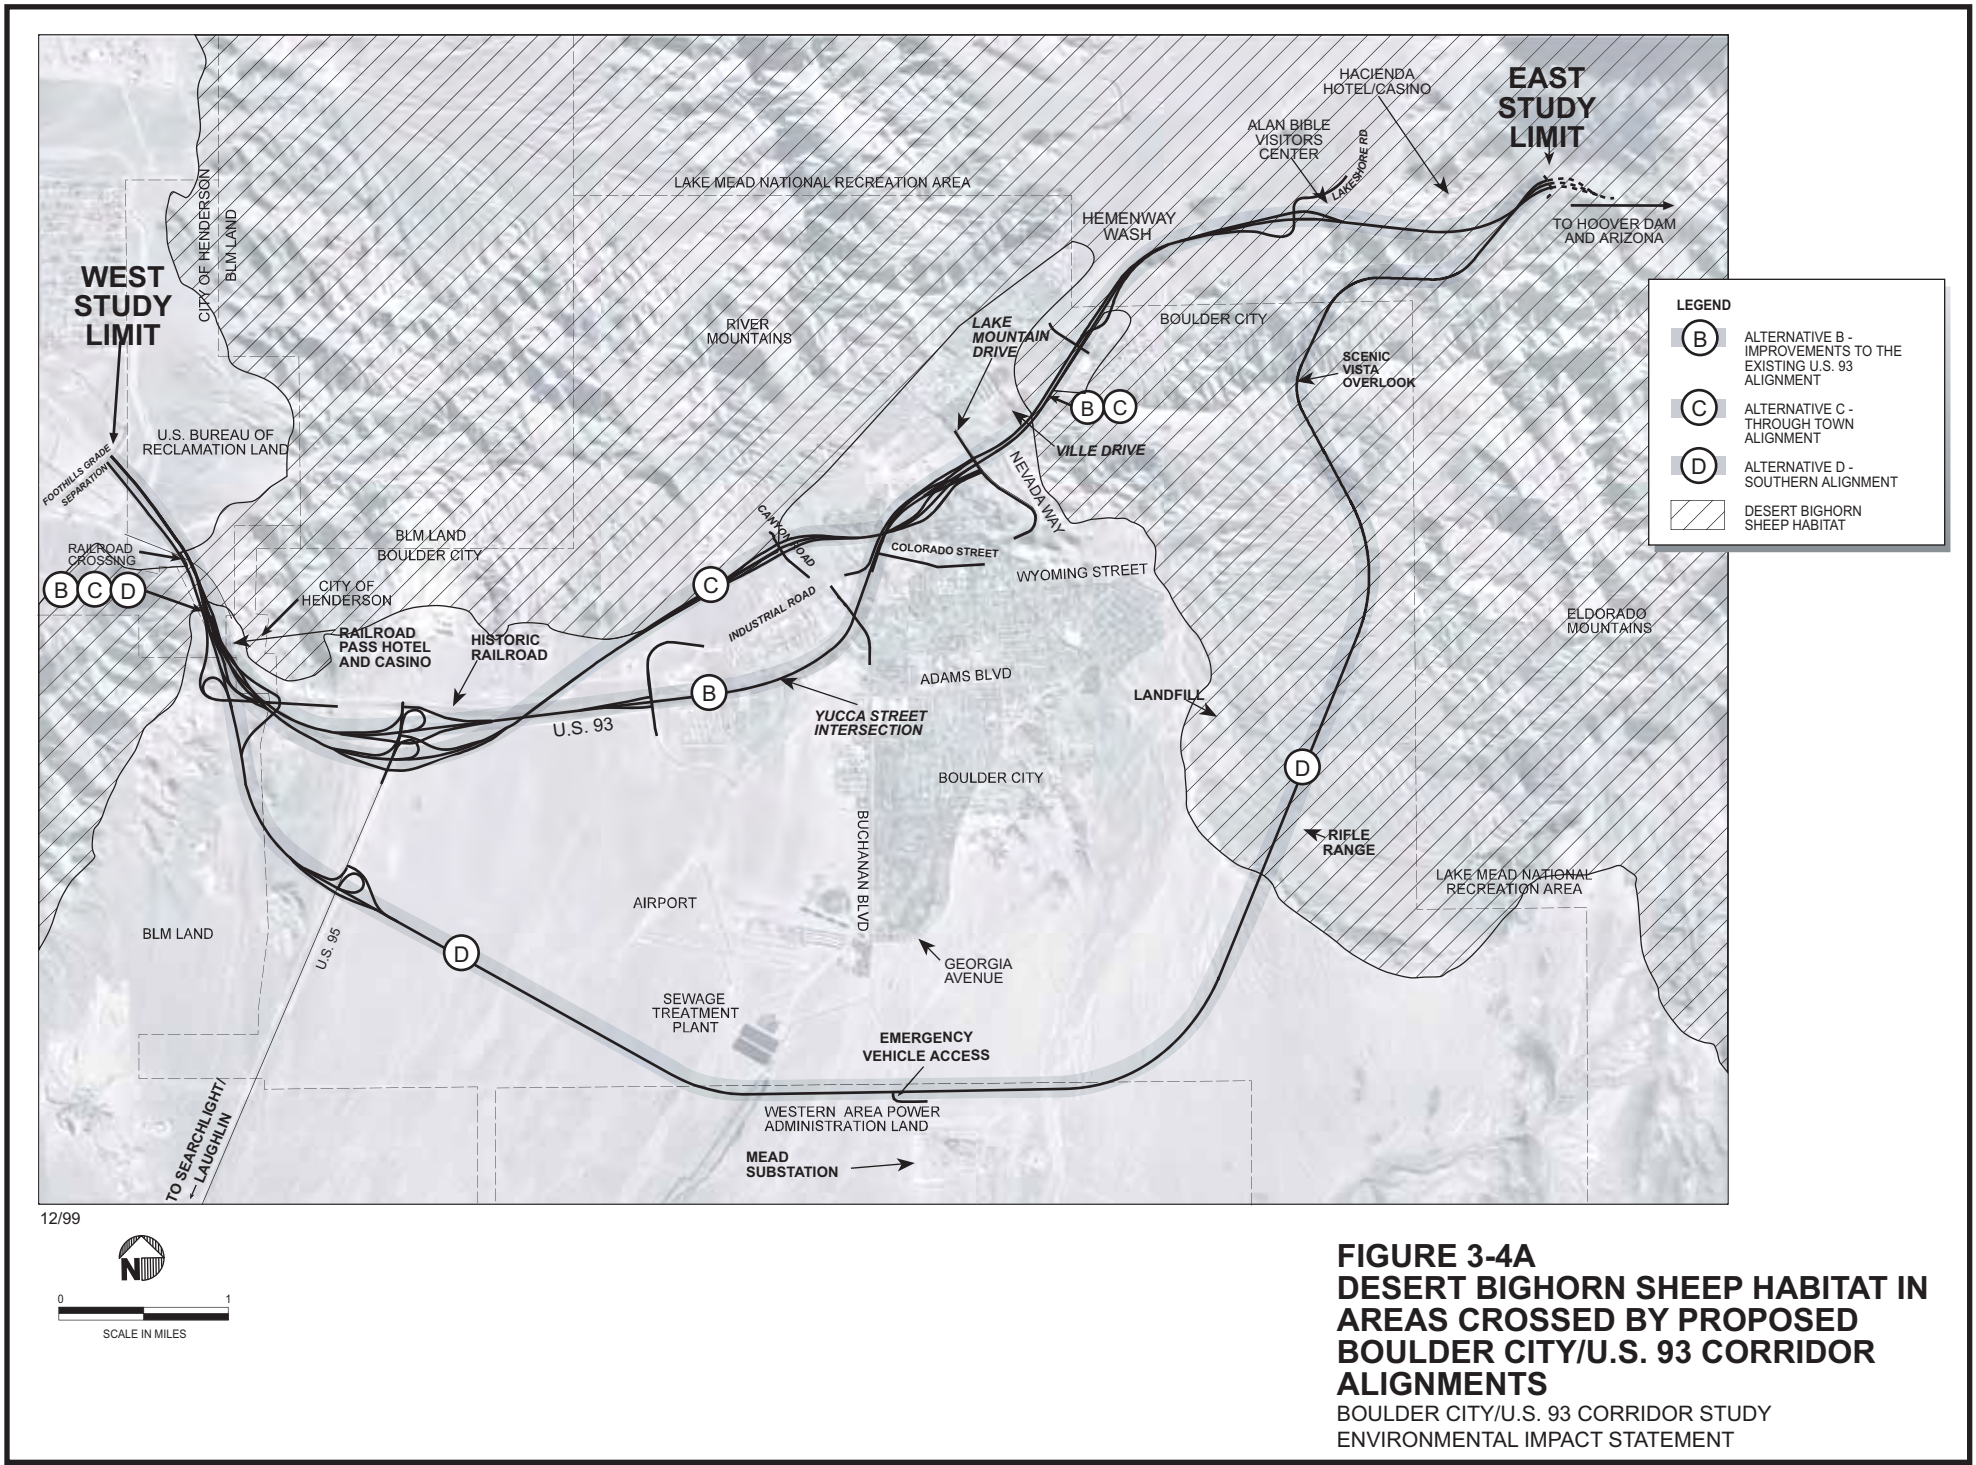 HACIENDA
HOTEL/CASINO
EAST
STUDY
LIMIT
ALAN BIBLE
VISITORS
CENTER
LAKESHORE RD
LAKE MEAD NATIONAL RECREATION AREA
CITY OF HENDERSON
BLM LAND
HEMENWAY
WASH
TO HOOVER DAM
AND ARIZONA
WEST
STUDY
LIMIT
RIVER
MOUNTAINS
LAKE
MOUNTAIN
DRIVE
BOULDER CITY
SCENIC
VISTA
OVERLOOK
LEGEND
B
ALTERNATIVE B -
IMPROVEMENTS TO THE
EXISTING U.S. 93
ALIGNMENT
C
ALTERNATIVE C -
THROUGH TOWN
ALIGNMENT
D
ALTERNATIVE D -
SOUTHERN ALIGNMENT
DESERT BIGHORN
SHEEP HABITAT
B C
VILLE DRIVE
U.S. BUREAU OF
RECLAMATION LAND
FOOTHILLS GRADE
SEPARATION
NEVADA WAY
CANYON ROAD
BLM LAND
BOULDER CITY
RAILROAD
CROSSING
COLORADO STREET
WYOMING STREET
B C D
CITY OF
HENDERSON
C
INDUSTRIAL ROAD
ELDORADO
MOUNTAINS
RAILROAD
PASS HOTEL
AND CASINO
HISTORIC
RAILROAD
ADAMS BLVD
B
LANDFILL
U.S. 93
YUCCA STREET
INTERSECTION
BOULDER CITY
D
BUCHANAN BLVD
RIFLE
RANGE
LAKE MEAD NATIONAL
RECREATION AREA
AIRPORT
BLM LAND
U.S. 95
D
GEORGIA
AVENUE
SEWAGE
TREATMENT
PLANT
EMERGENCY
VEHICLE ACCESS
WESTERN AREA POWER
ADMINISTRATION LAND
TO SEARCHLIGHT/
LAUGHLIN
MEAD
SUBSTATION
12/99
N
0 1
SCALE IN MILES
FIGURE 3-4A
DESERT BIGHORN SHEEP HABITAT IN
AREAS CROSSED BY PROPOSED
BOULDER CITY/U.S. 93 CORRIDOR
ALIGNMENTS
BOULDER CITY/U.S. 93 CORRIDOR STUDY
ENVIRONMENTAL IMPACT STATEMENT